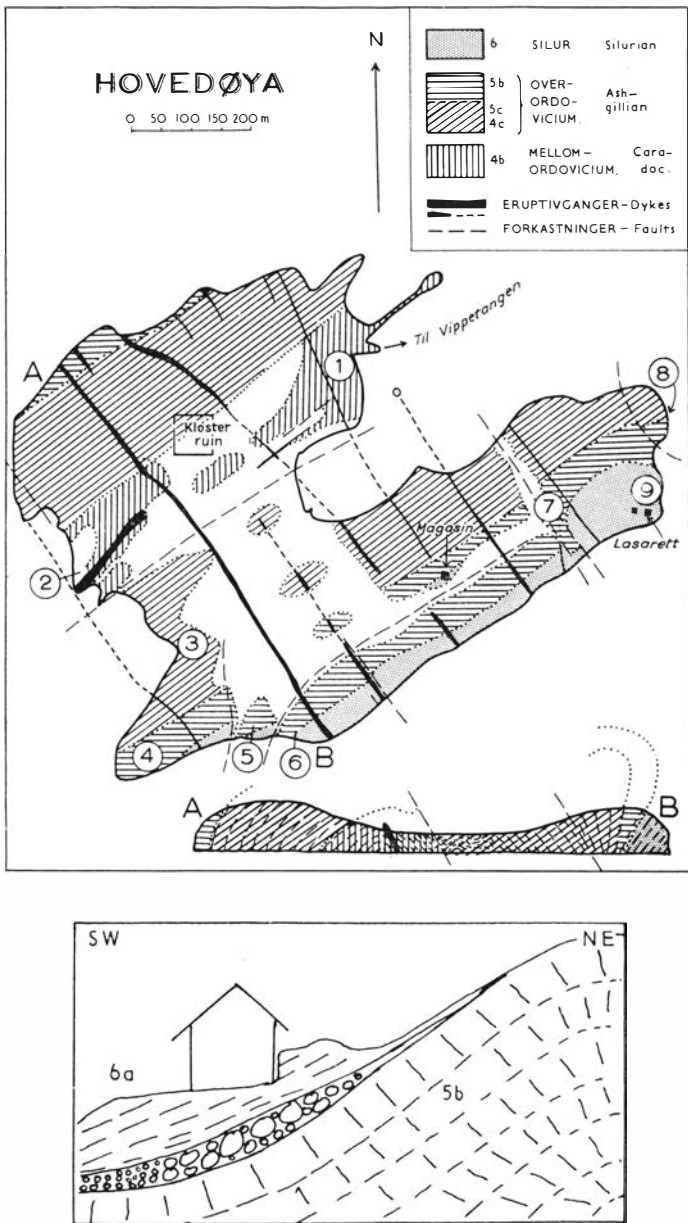 HOVEDØYA
0 50 100 150 200 m
N
6 SILUR Silurian
5b OVER- Ash-
5c ORDO- gillian
4c VICIUM.
4b MELLOM- Cara-
ORDOVICIUM. doc.
ERUPTIVGANGER-Dykes
FORKASTNINGER - Faults
A
Til Vippetangen
1
8
Kloster
ruin
7
9
Magasin
Lasarett
2
3
4
5
6
B
A
B
SW
NE
6a
5b
1